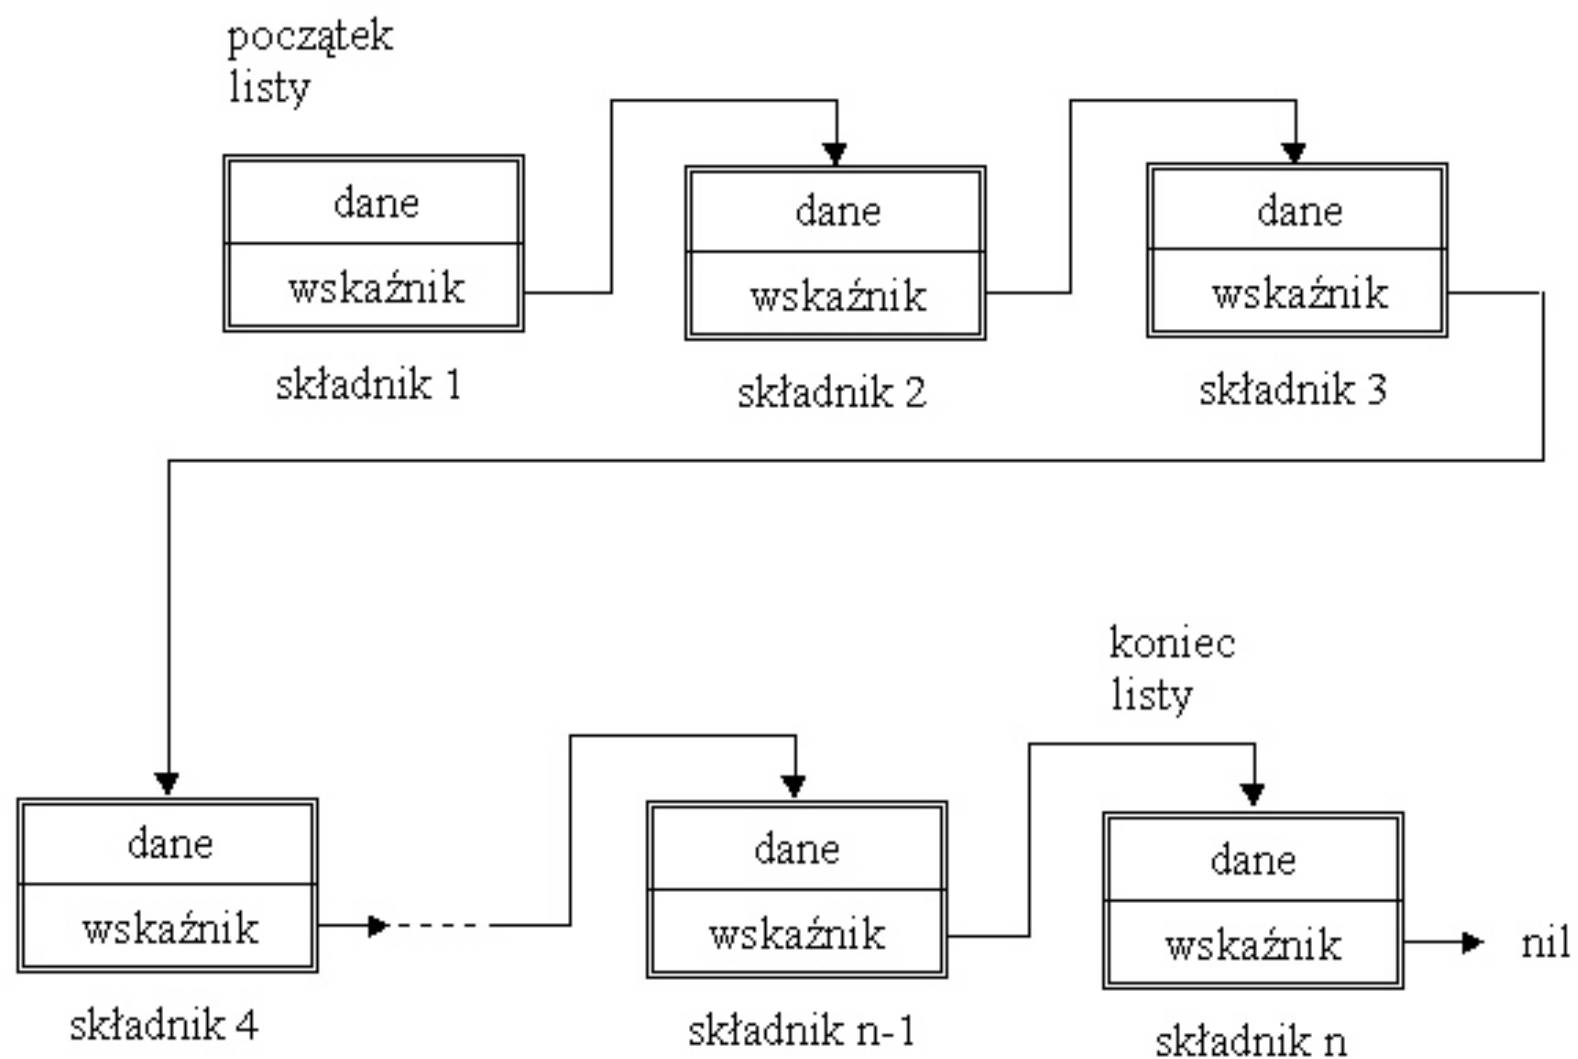 początek
listy
dane
wskaźnik
składnik 1
dane
wskaźnik
składnik 2
dane
wskaźnik
składnik 3
dane
wskaźnik
składnik 4
dane
wskaźnik
składnik n-1
koniec
listy
dane
wskaźnik
składnik n
nil